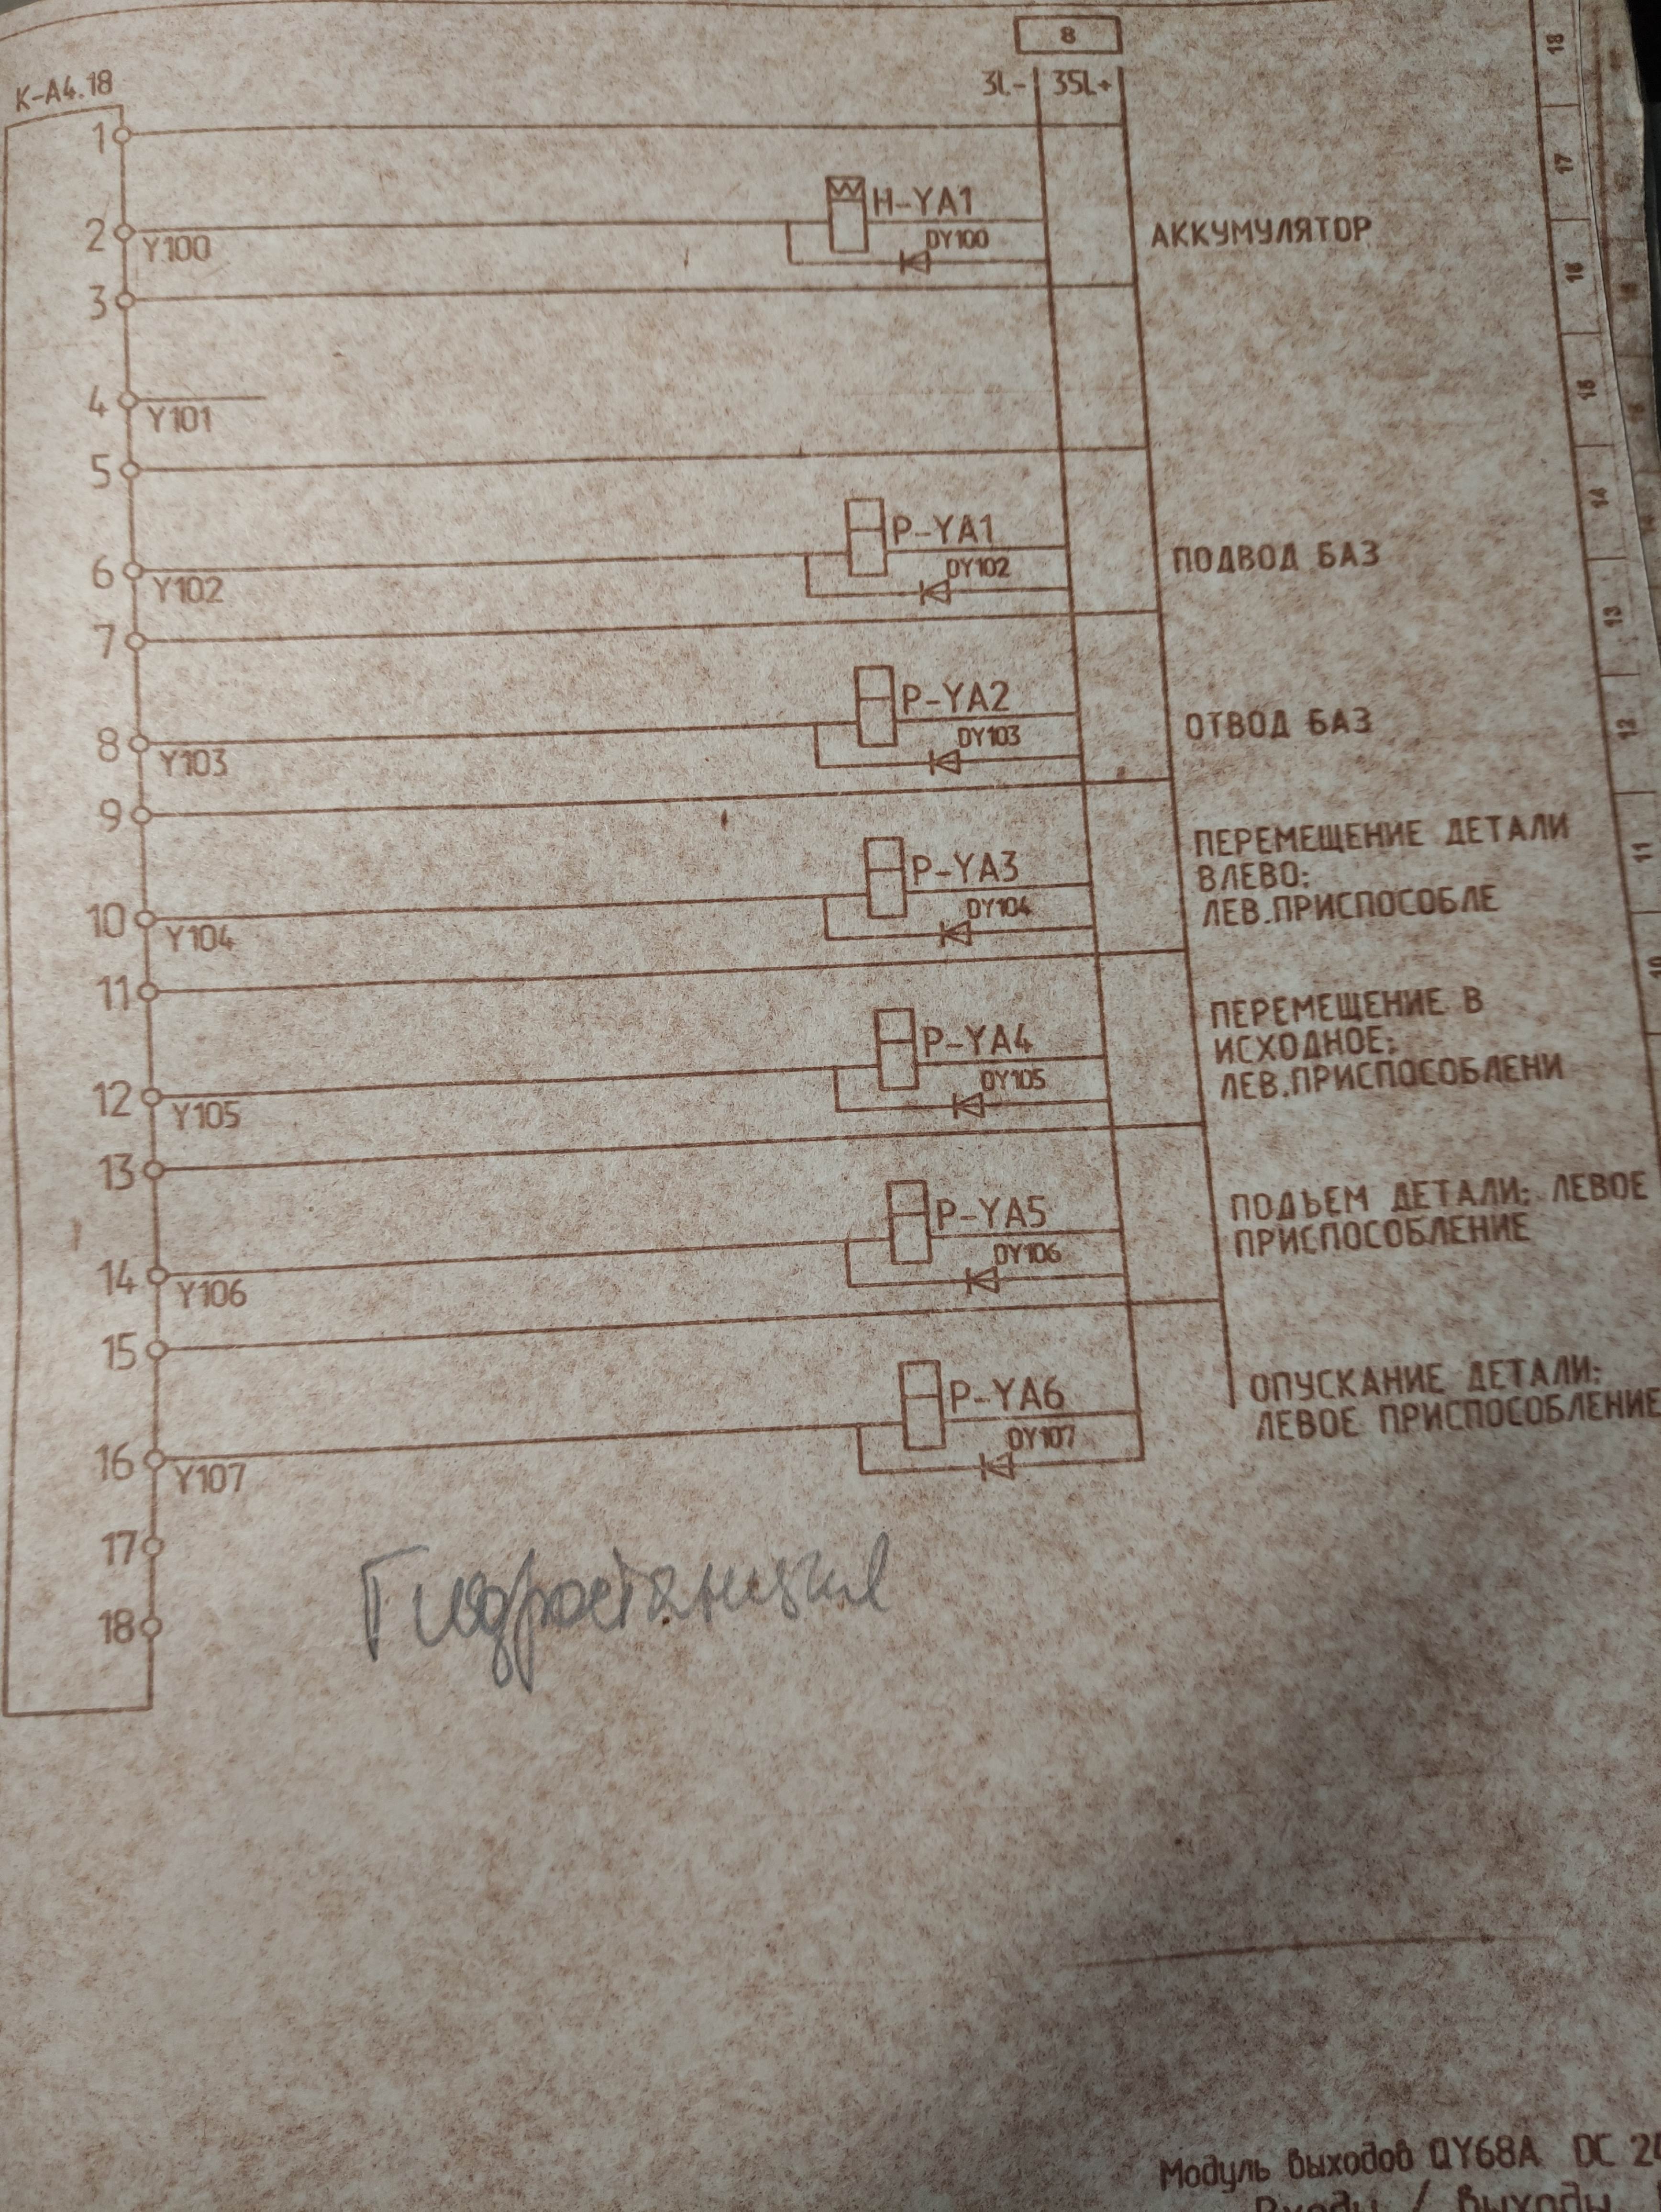 8
K-A4.18
3L- 35L+
1
H-YA1
2 Y100
DY100
АККУМУЛЯТОР
3
4 Y101
5
P-YA1
6 Y102
DY102
ПОДВОД БАЗ
7
P-YA2
8 Y103
DY103
ОТВОД БАЗ
9
P-YA3
10 Y104
DY104
ПЕРЕМЕЩЕНИЕ ДЕТАЛИ
ВЛЕВО;
ЛЕВ.ПРИСПОСОБЛЕ
11
P-YA4
12 Y105
DY105
ПЕРЕМЕЩЕНИЕ В
ИСХОДНОЕ;
ЛЕВ.ПРИСПОСОБЛЕНИ
13
P-YA5
14 Y106
DY106
ПОДЪЕМ ДЕТАЛИ; ЛЕВОЕ
ПРИСПОСОБЛЕНИЕ
15
P-YA6
16 Y107
DY107
ОПУСКАНИЕ ДЕТАЛИ;
ЛЕВОЕ ПРИСПОСОБЛЕНИЕ
17
18
Гидростанция
Модуль выходов QY68A DC 24
Входы / Выходы
18
17
16
15
14
13
12
11
10